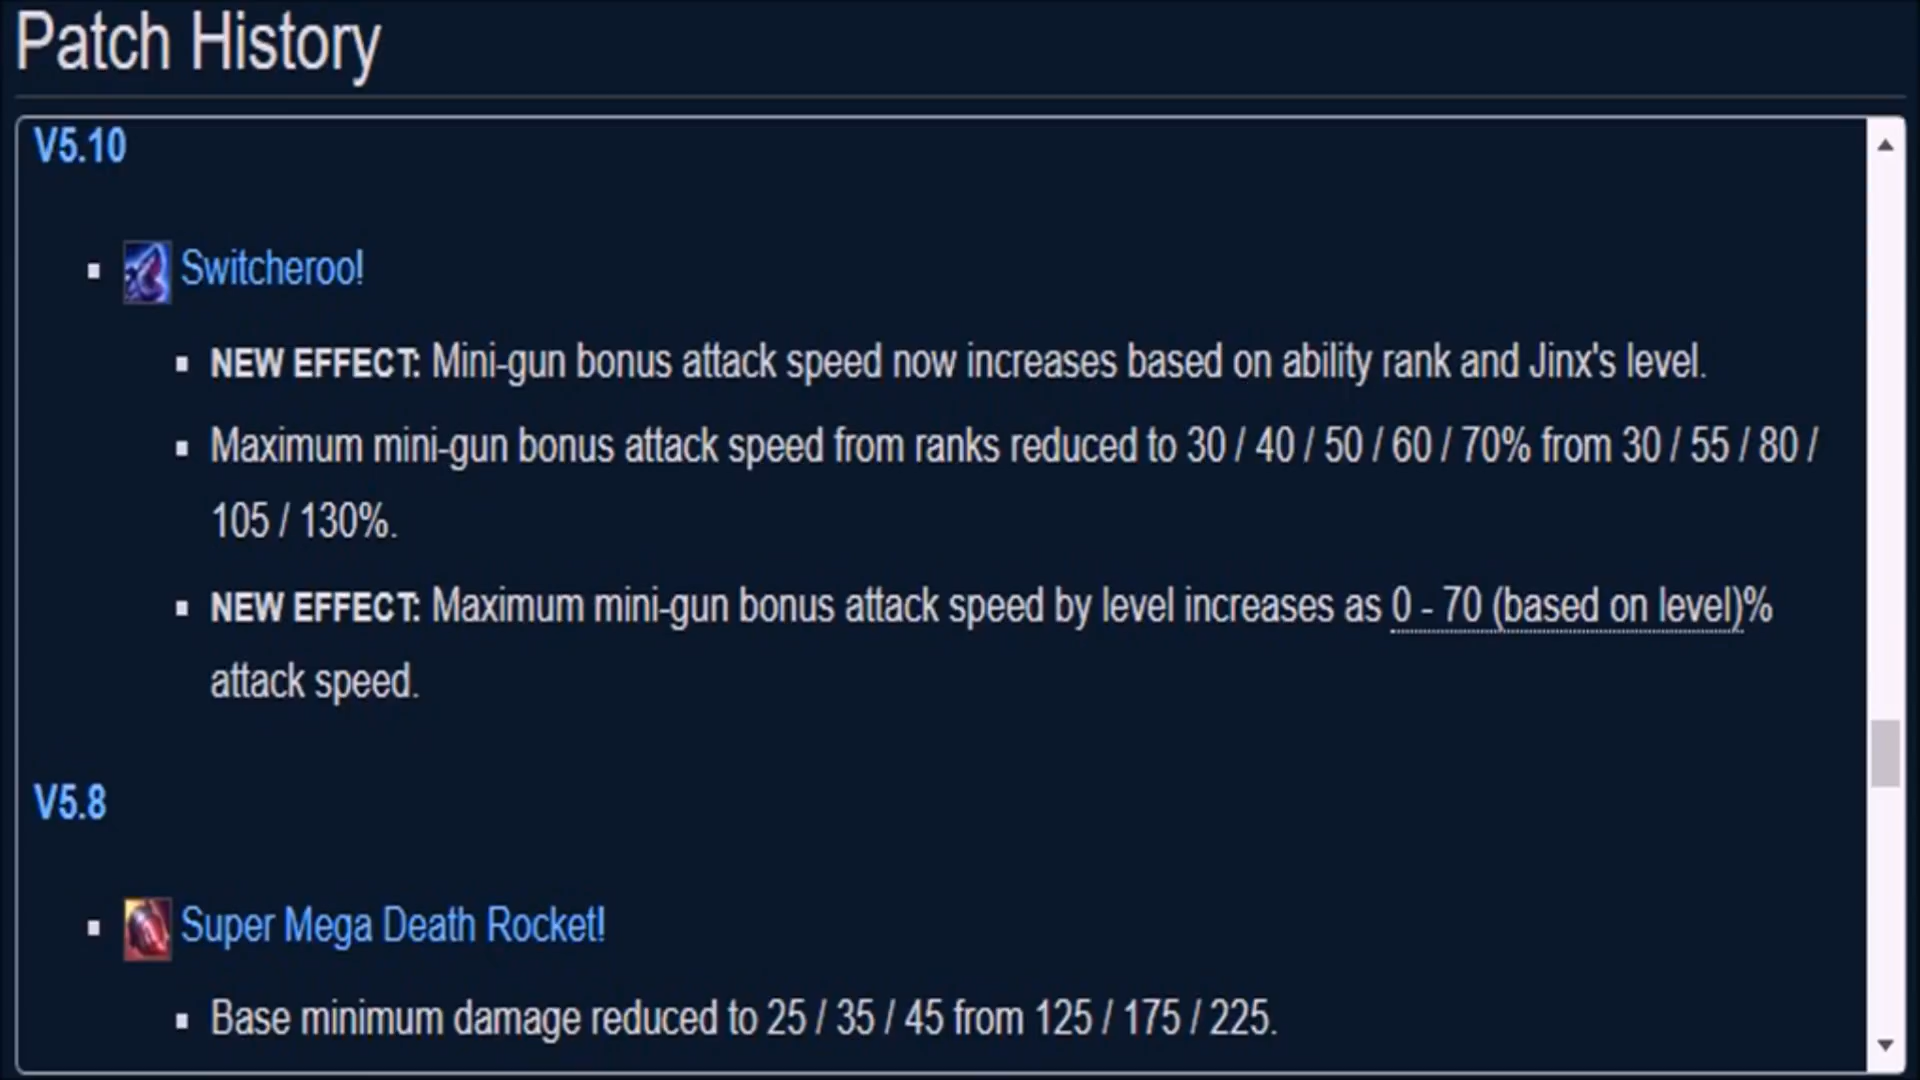 Patch History
V5.10
Switcheroo!
NEW EFFECT: Mini-gun bonus attack speed now increases based on ability rank and Jinx's level.
Maximum mini-gun bonus attack speed from ranks reduced to 30 / 40 / 50 / 60 / 70% from 30 / 55 / 80 /
105 / 130%.
NEW EFFECT: Maximum mini-gun bonus attack speed by level increases as 0 - 70 (based on level)%
attack speed.
V5.8
Super Mega Death Rocket!
Base minimum damage reduced to 25 / 35 / 45 from 125 / 175 / 225.